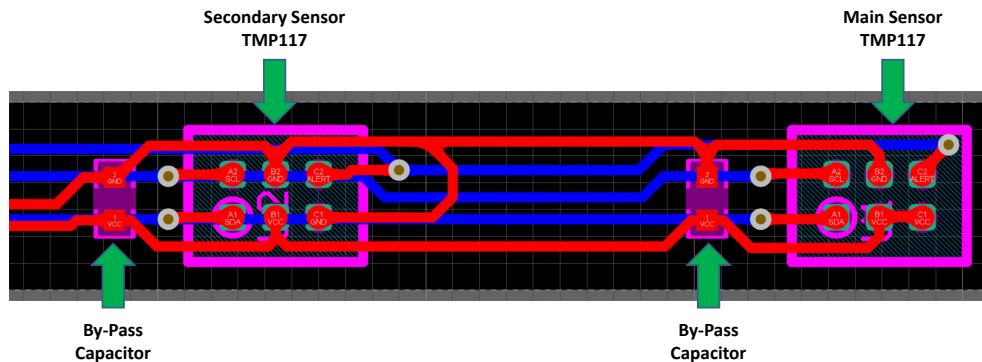 Secondary Sensor
TMP117
Main Sensor
TMP117
2
GND
A2
SCL
B2
GND
C2
ALERT
2
GND
A2
SCL
B2
GND
C2
ALERT
1
VCC
A1
SDA
B1
VCC
C1
GND
1
VCC
A1
SDA
B1
VCC
C1
VCC
By-Pass
Capacitor
By-Pass
Capacitor